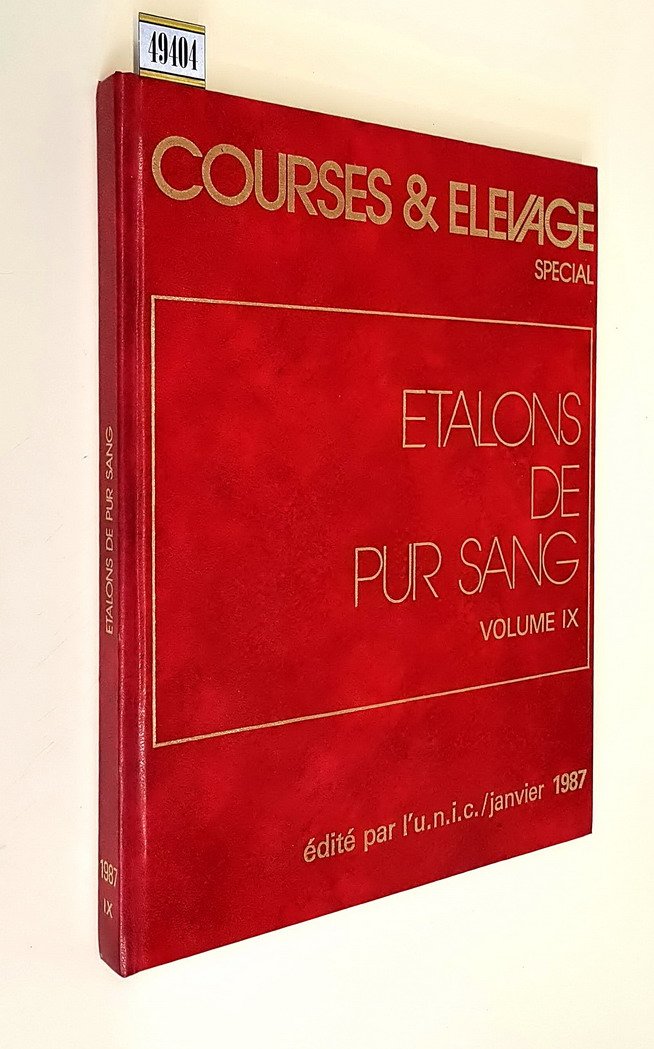 49404
COURSES & ELEVAGE
SPECIAL
ETALONS
DE
PUR SANG
VOLUME IX
édité par l'u.n.i.c./janvier 1987
ETALONS DE PUR SANG
1987
IX